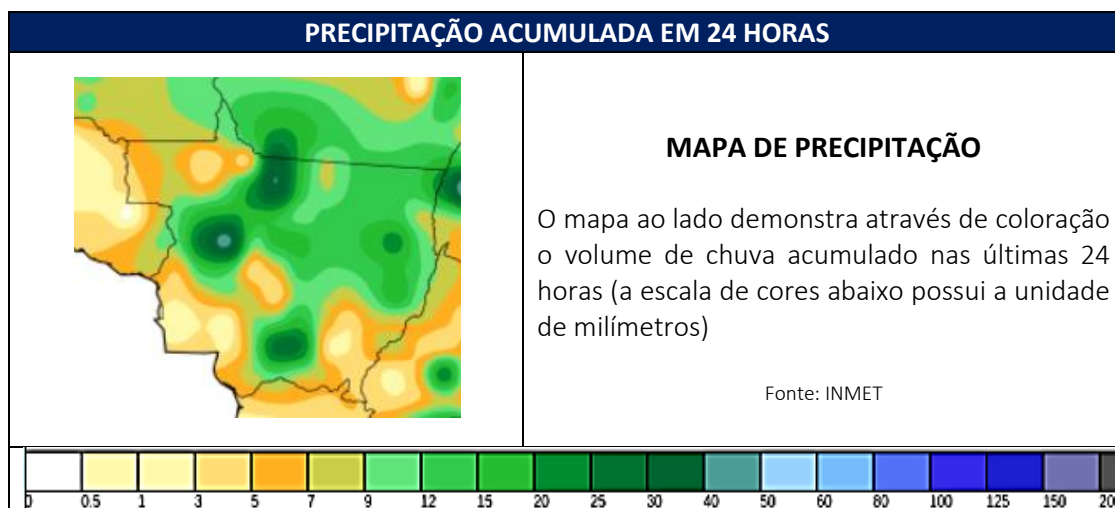 PRECIPITAÇÃO ACUMULADA EM 24 HORAS
MAPA DE PRECIPITAÇÃO
O mapa ao lado demonstra através de coloração
o volume de chuva acumulado nas últimas 24
horas (a escala de cores abaixo possui a unidade
de milímetros)
Fonte: INMET
0 0.5 1 3 5 7 9 12 15 20 25 30 40 50 60 80 100 125 150